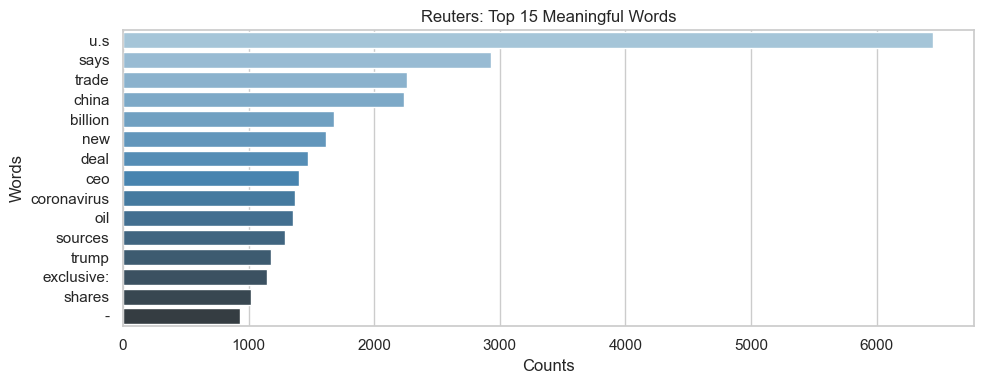 Reuters: Top 15 Meaningful Words
u.s
says
trade
china
billion
new
deal
ceo
coronavirus
oil
sources
trump
exclusive:
shares
-
Words
0 1000 2000 3000 4000 5000 6000
Counts